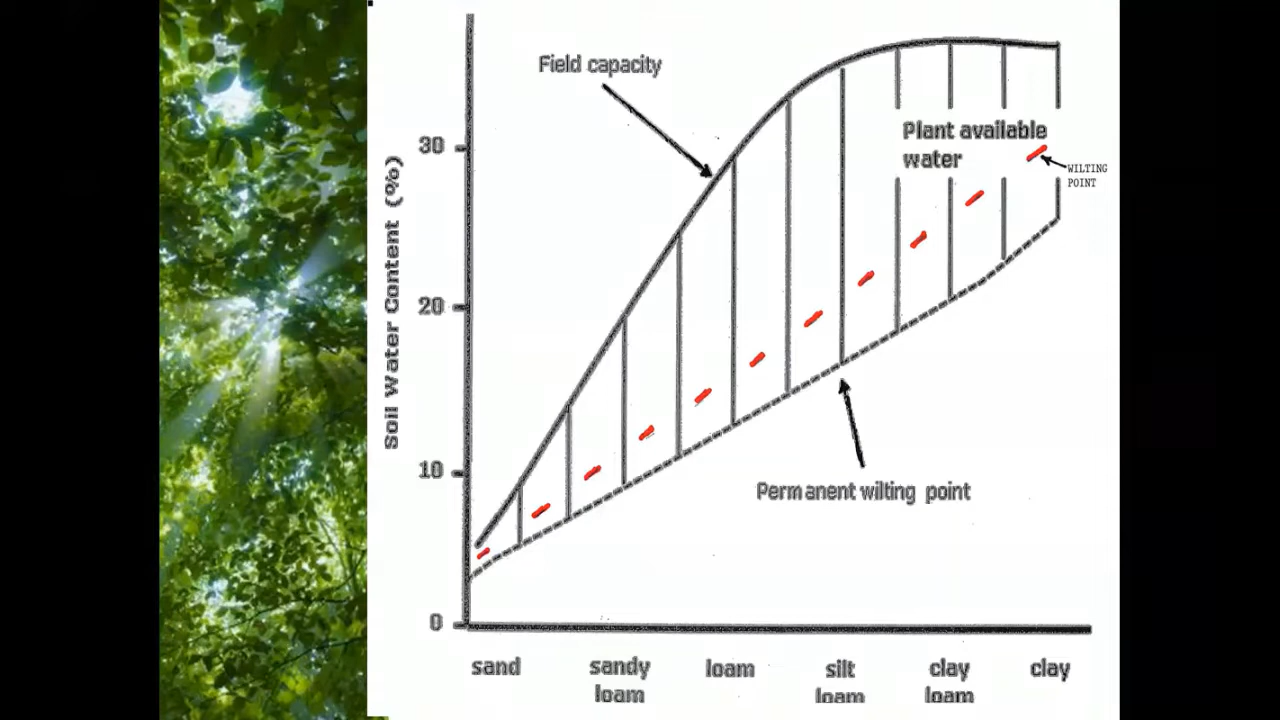 Field capacity
30
Plant available
water
WILTING
POINT
Soil Water Content (%)
20
10
Permanent wilting point
0
sand
sandy
loam
loam
silt
loam
clay
loam
clay